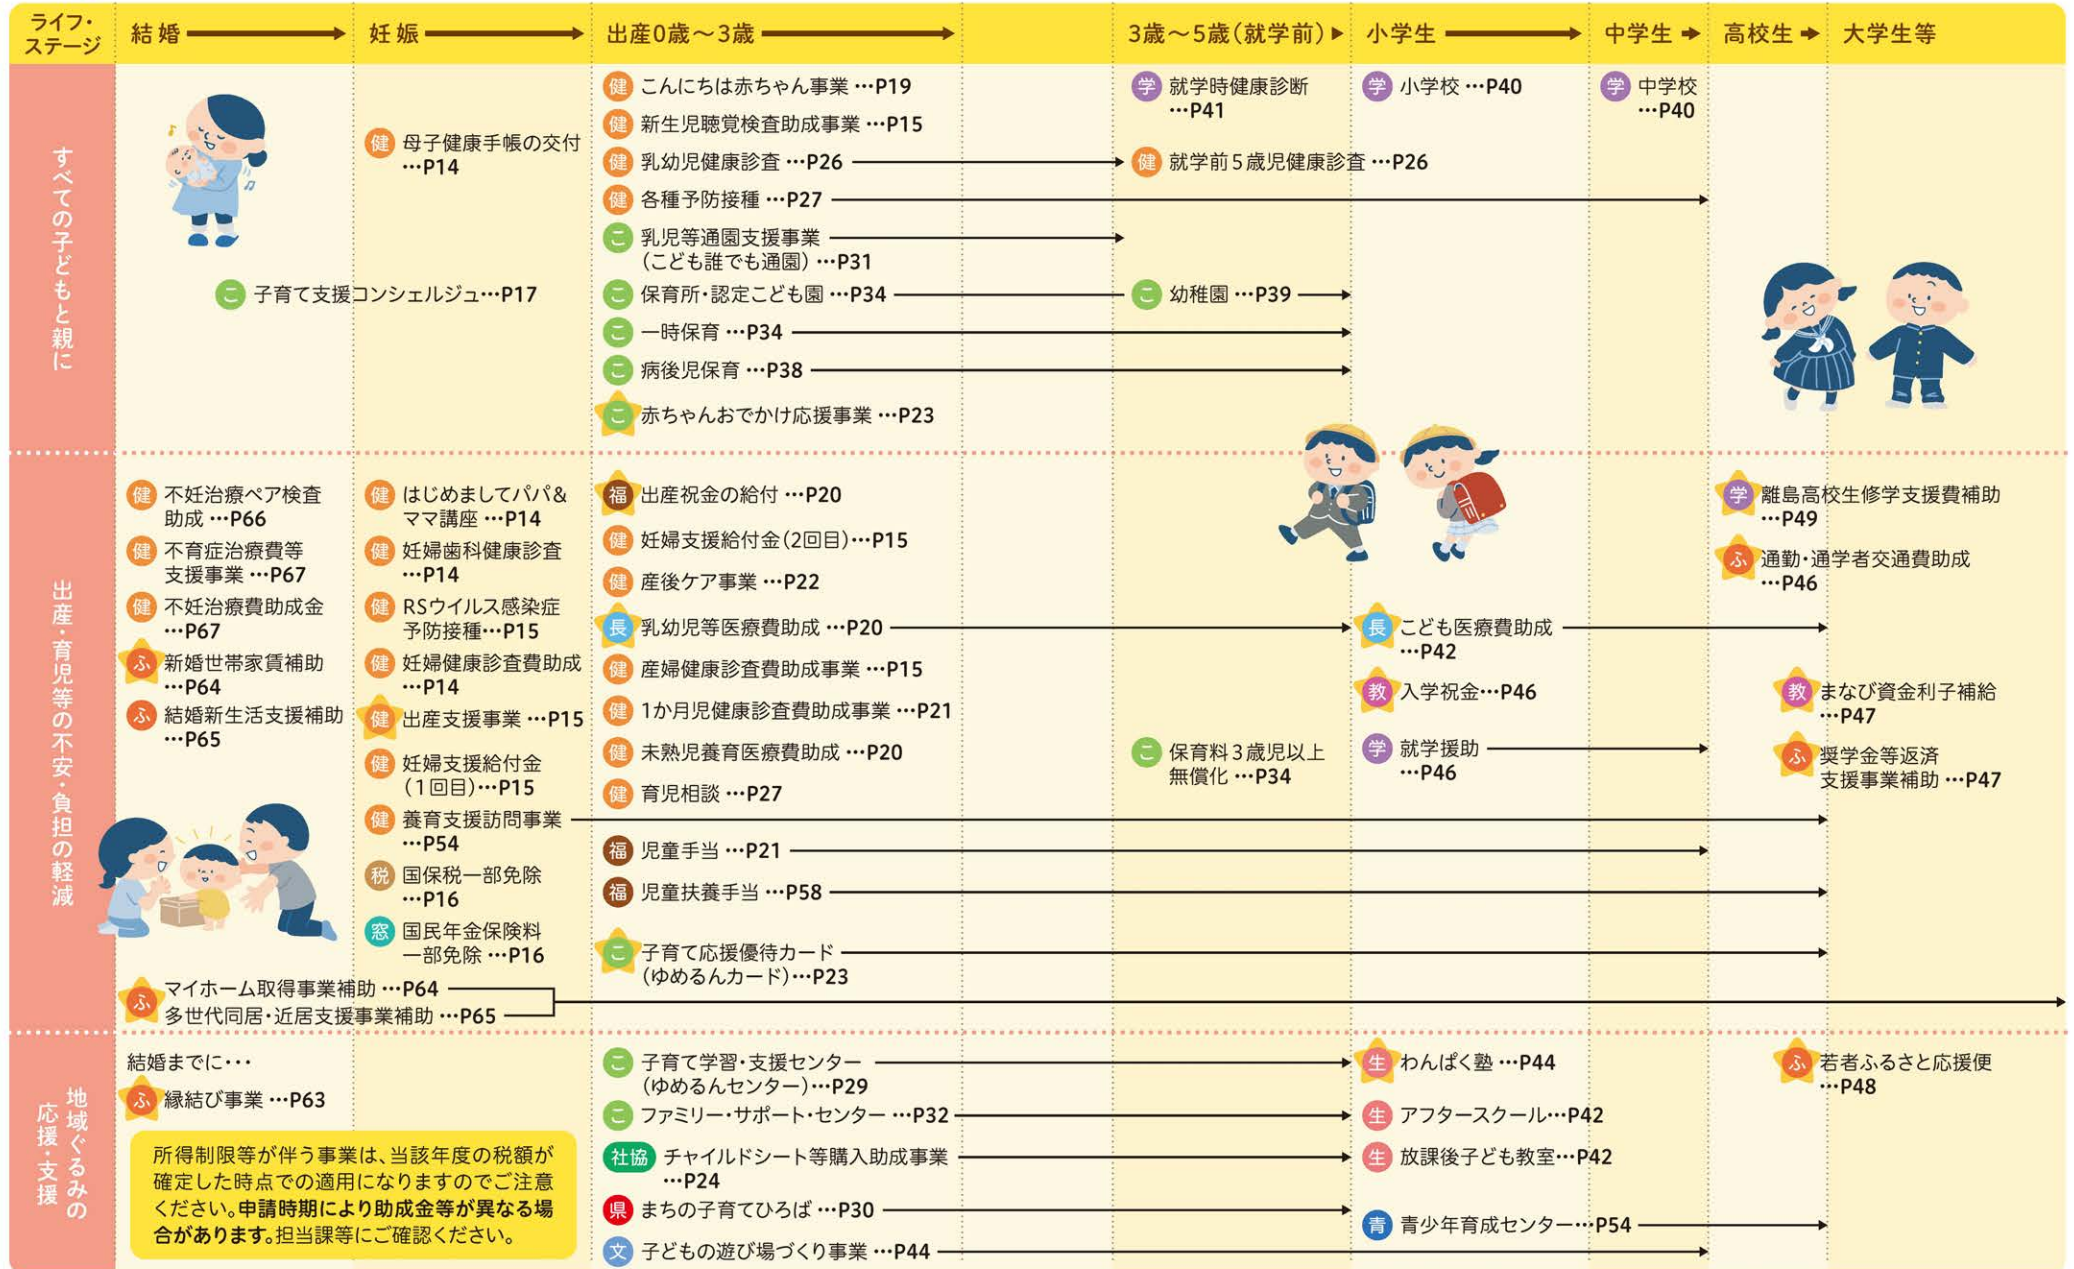 ライフ・
ステージ
結婚
妊娠
出産0歳～3歳
3歳～5歳(就学前)
小学生
中学生
高校生
大学生等
すべての子どもと親に
健 こんにちは赤ちゃん事業 …P19
学 就学時健康診断
…P41
学 小学校 …P40
学 中学校
…P40
健 母子健康手帳の交付
…P14
健 新生児聴覚検査助成事業 …P15
健 乳幼児健康診査 …P26
健 就学前5歳児健康診査 …P26
健 各種予防接種 …P27
こ 乳児等通園支援事業
(こども誰でも通園) …P31
こ 子育て支援コンシェルジュ…P17
こ 保育所・認定こども園 …P34
こ 幼稚園 …P39
こ 一時保育 …P34
こ 病後児保育 …P38
こ 赤ちゃんおでかけ応援事業 …P23
出産・育児等の不安・負担の軽減
健 不妊治療ペア検査
助成 …P66
健 不育症治療費等
支援事業 …P67
健 不妊治療費助成金
…P67
ふ 新婚世帯家賃補助
…P64
ふ 結婚新生活支援補助
…P65
健 はじめましてパパ&
ママ講座 …P14
健 妊婦歯科健康診査
…P14
健 RSウイルス感染症
予防接種…P15
健 妊婦健康診査費助成
…P14
健 出産支援事業 …P15
健 妊婦支援給付金
(1回目)…P15
健 養育支援訪問事業
…P54
税 国保税一部免除
…P16
窓 国民年金保険料
一部免除 …P16
ふ マイホーム取得事業補助 …P64
多世代同居・近居支援事業補助 …P65
福 出産祝金の給付 …P20
健 妊婦支援給付金(2回目)…P15
健 産後ケア事業 …P22
長 乳幼児等医療費助成 …P20
健 産婦健康診査費助成事業 …P15
健 1か月児健康診査費助成事業 …P21
健 未熟児養育医療費助成 …P20
健 育児相談 …P27
福 児童手当 …P21
福 児童扶養手当 …P58
こ 子育て応援優待カード
(ゆめるんカード)…P23
こ 保育料3歳児以上
無償化 …P34
長 こども医療費助成
…P42
教 入学祝金…P46
学 就学援助
…P46
学 離島高校生修学支援費補助
…P49
ふ 通勤・通学者交通費助成
…P46
教 まなび資金利子補給
…P47
ふ 奨学金等返済
支援事業補助 …P47
地域ぐるみの
応援・支援
結婚までに・・・
ふ 縁結び事業 …P63
所得制限等が伴う事業は、当該年度の税額が
確定した時点での適用になりますのでご注意
ください。申請時期により助成金等が異なる場
合があります。担当課等にご確認ください。
こ 子育て学習・支援センター
(ゆめるんセンター)…P29
こ ファミリー・サポート・センター …P32
社協 チャイルドシート等購入助成事業
…P24
県 まちの子育てひろば …P30
文 子どもの遊び場づくり事業 …P44
生 わんぱく塾 …P44
生 アフタースクール…P42
生 放課後子ども教室…P42
青 青少年育成センター…P54
ふ 若者ふるさと応援便
…P48